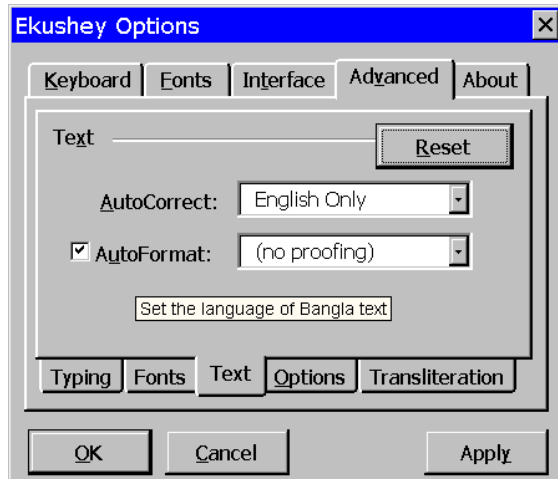 Ekushey Options
Keyboard Fonts Interface Advanced About
Text Reset
AutoCorrect: English Only
AutoFormat: (no proofing)
Set the language of Bangla text
Typing Fonts Text Options Transliteration
OK Cancel Apply